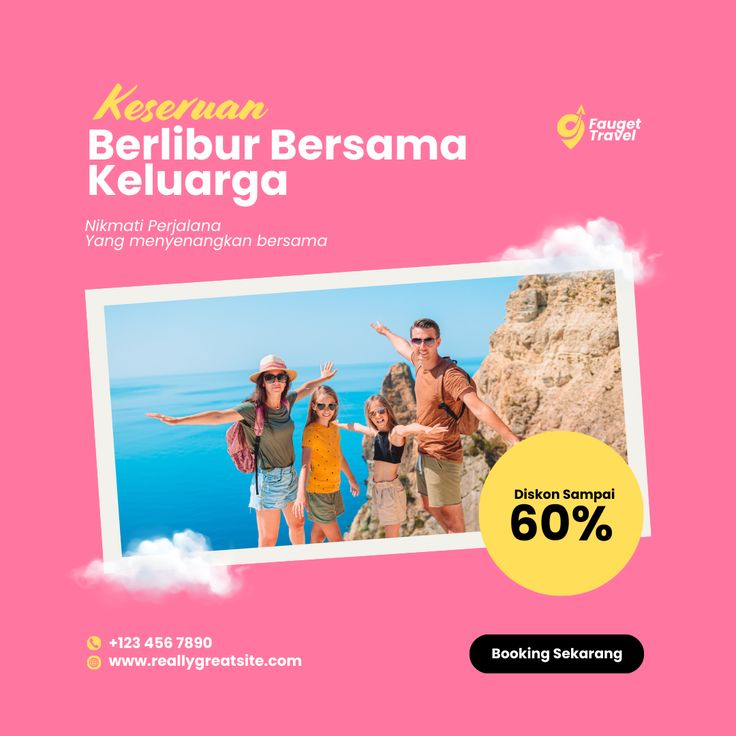 Keseruan
Berlibur Bersama
Keluarga
Fauget
Travel
Nikmati Perjalana
Yang menyenangkan bersama
Diskon Sampai
60%
+123 456 7890
www.reallygreatsite.com
Booking Sekarang